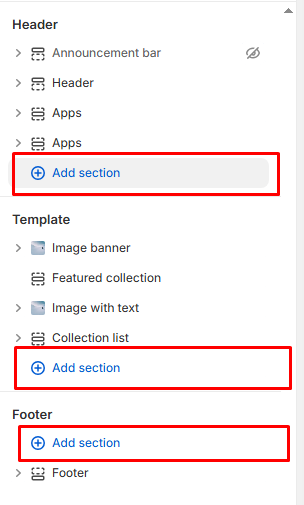 Header
Announcement bar
Header
Apps
Apps
Add section
Template
Image banner
Featured collection
Image with text
Collection list
Add section
Footer
Add section
Footer